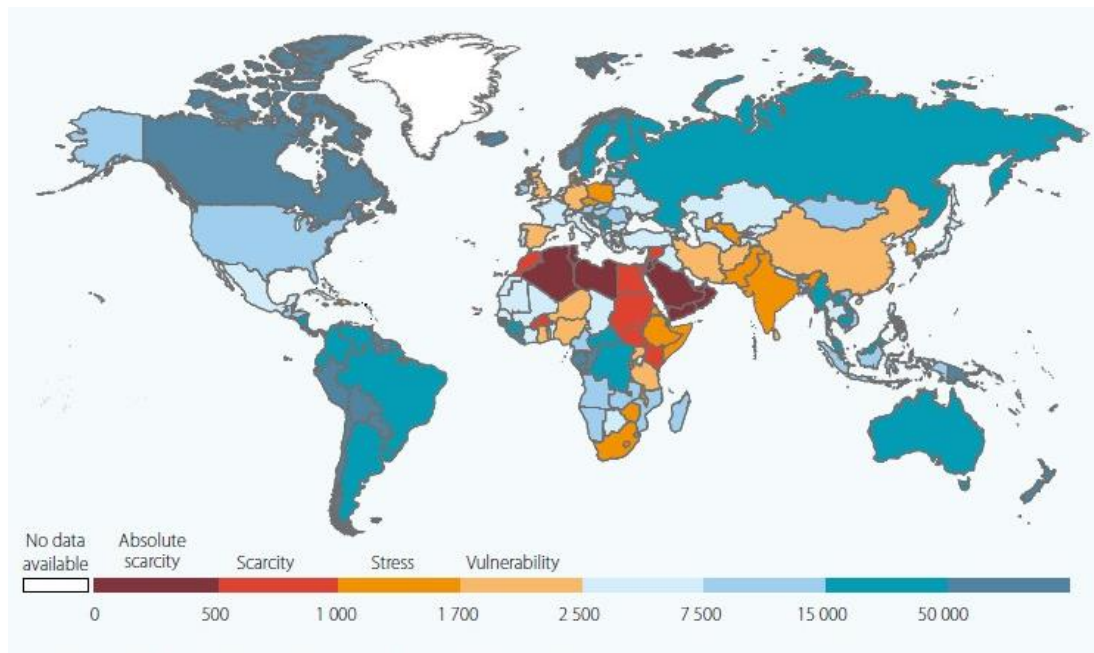 No data
available
Absolute
scarcity
Scarcity
Stress
Vulnerability
0
500
1 000
1 700
2 500
7 500
15 000
50 000